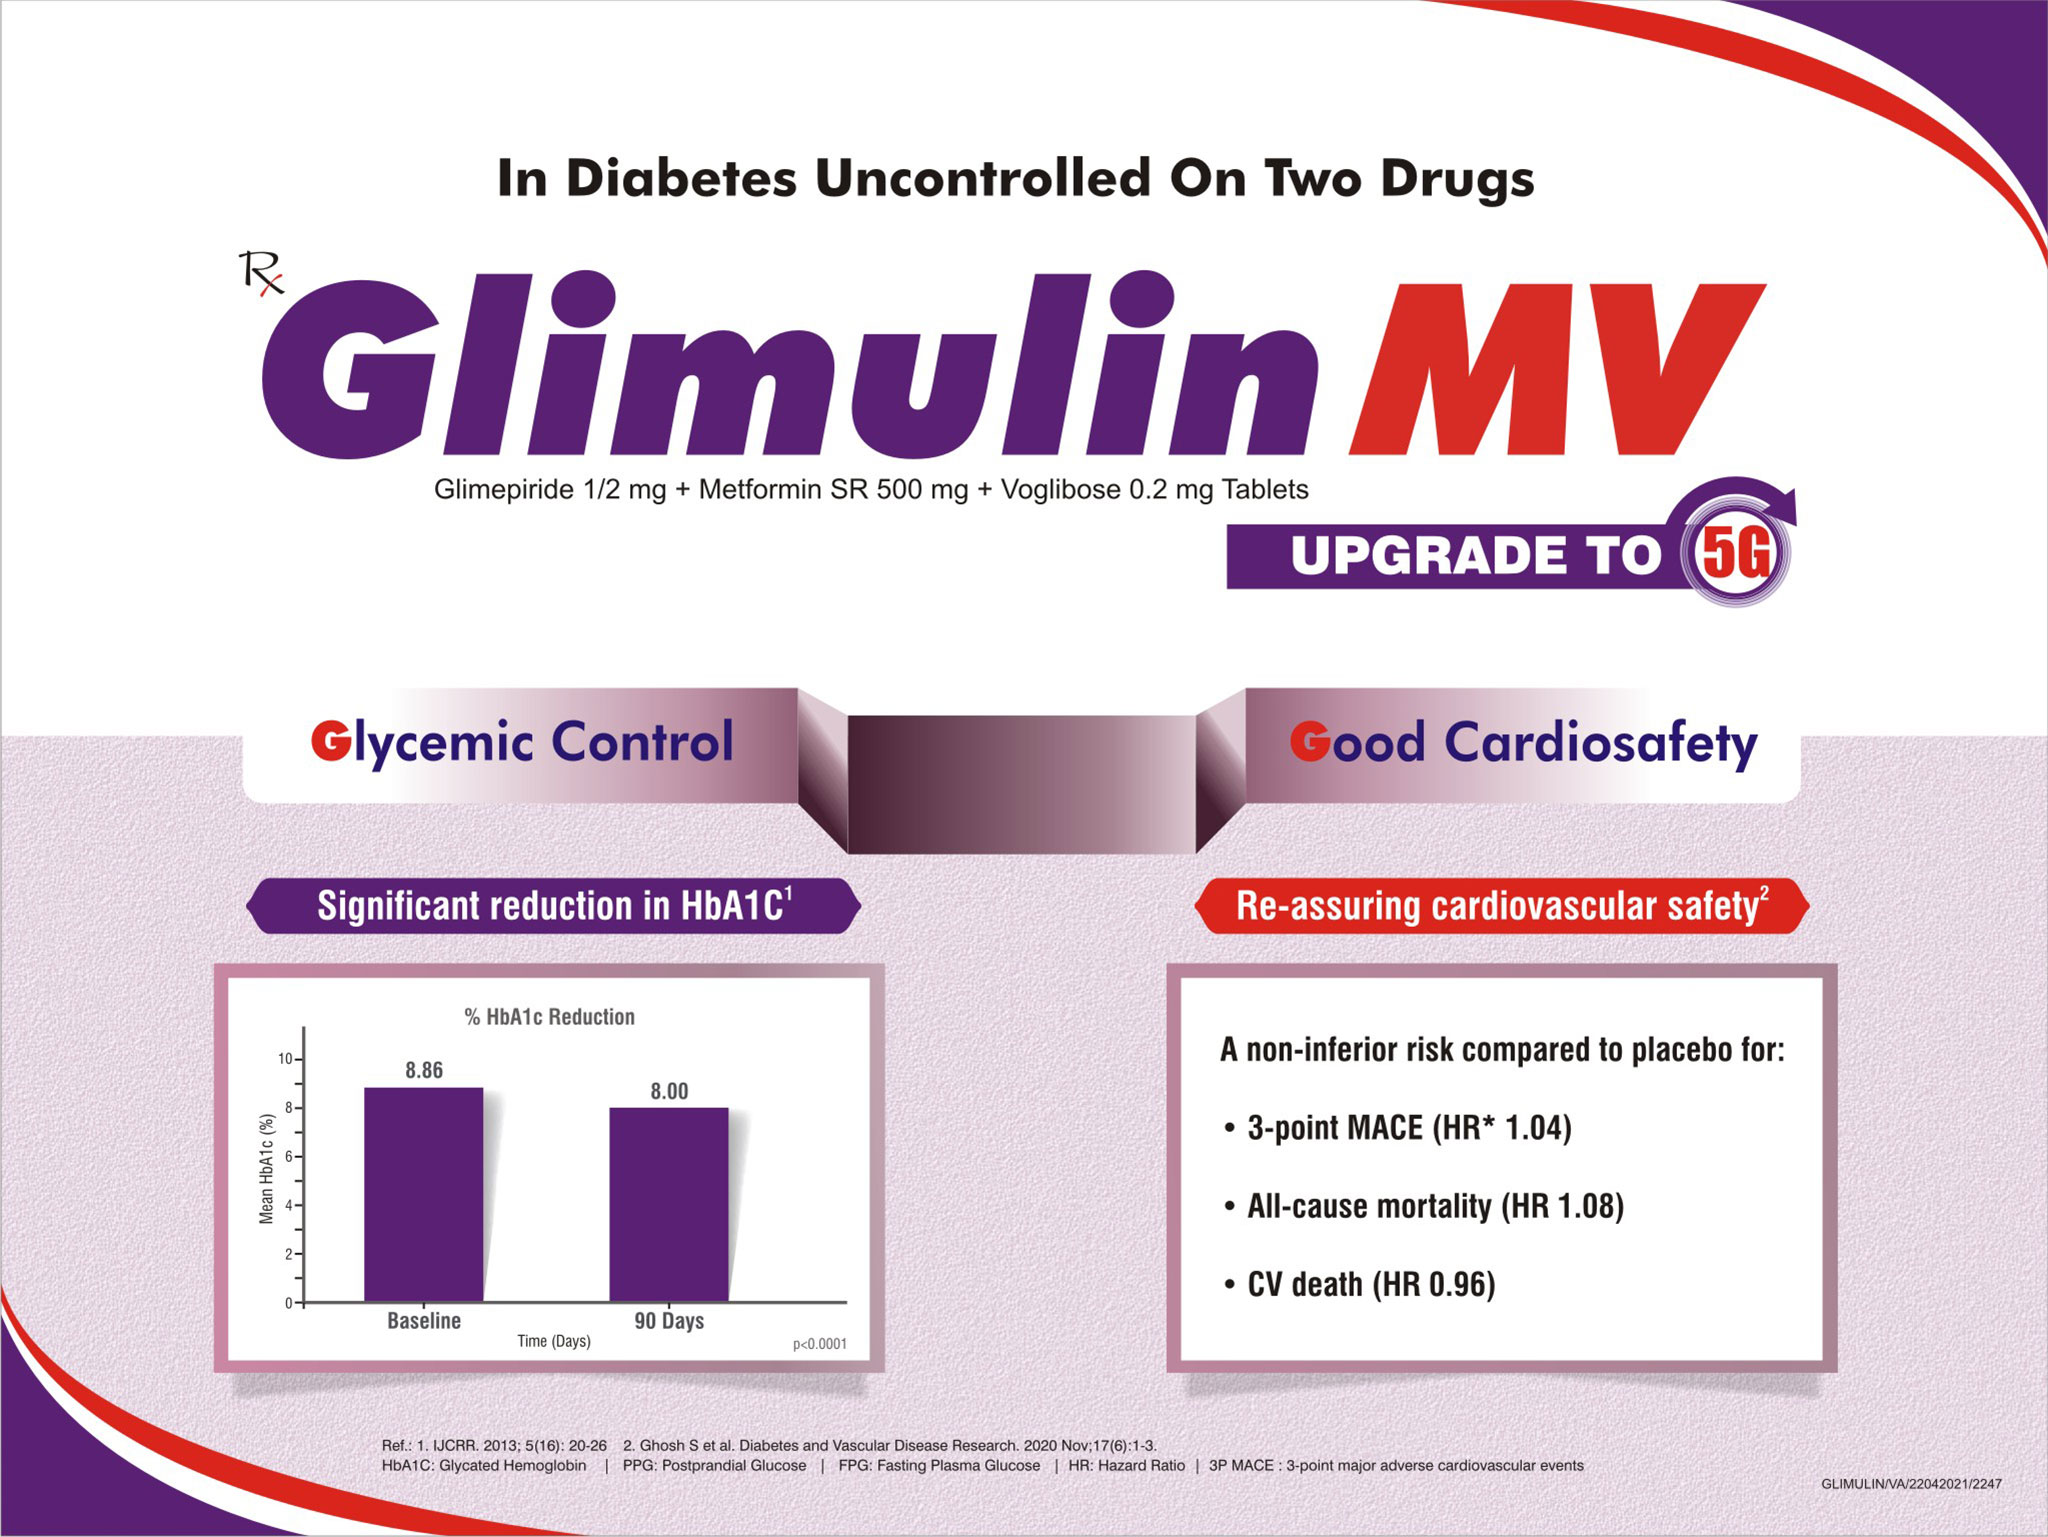 In Diabetes Uncontrolled On Two Drugs
Rx
Glimulin MV
Glimepiride 1/2 mg + Metformin SR 500 mg + Voglibose 0.2 mg Tablets
UPGRADE TO 5G
Glycemic Control
Good Cardiosafety
Significant reduction in HbA1C¹
% HbA1c Reduction
Mean HbA1c (%)
10
8
6
4
2
0
8.86
8.00
Baseline
90 Days
Time (Days)
p<0.0001
Re-assuring cardiovascular safety²
A non-inferior risk compared to placebo for:
• 3-point MACE (HR* 1.04)
• All-cause mortality (HR 1.08)
• CV death (HR 0.96)
Ref.: 1. IJCRR. 2013; 5(16): 20-26 2. Ghosh S et al. Diabetes and Vascular Disease Research. 2020 Nov;17(6):1-3.
HbA1C: Glycated Hemoglobin | PPG: Postprandial Glucose | FPG: Fasting Plasma Glucose | HR: Hazard Ratio | 3P MACE : 3-point major adverse cardiovascular events
GLIMULIN/VA/22042021/2247